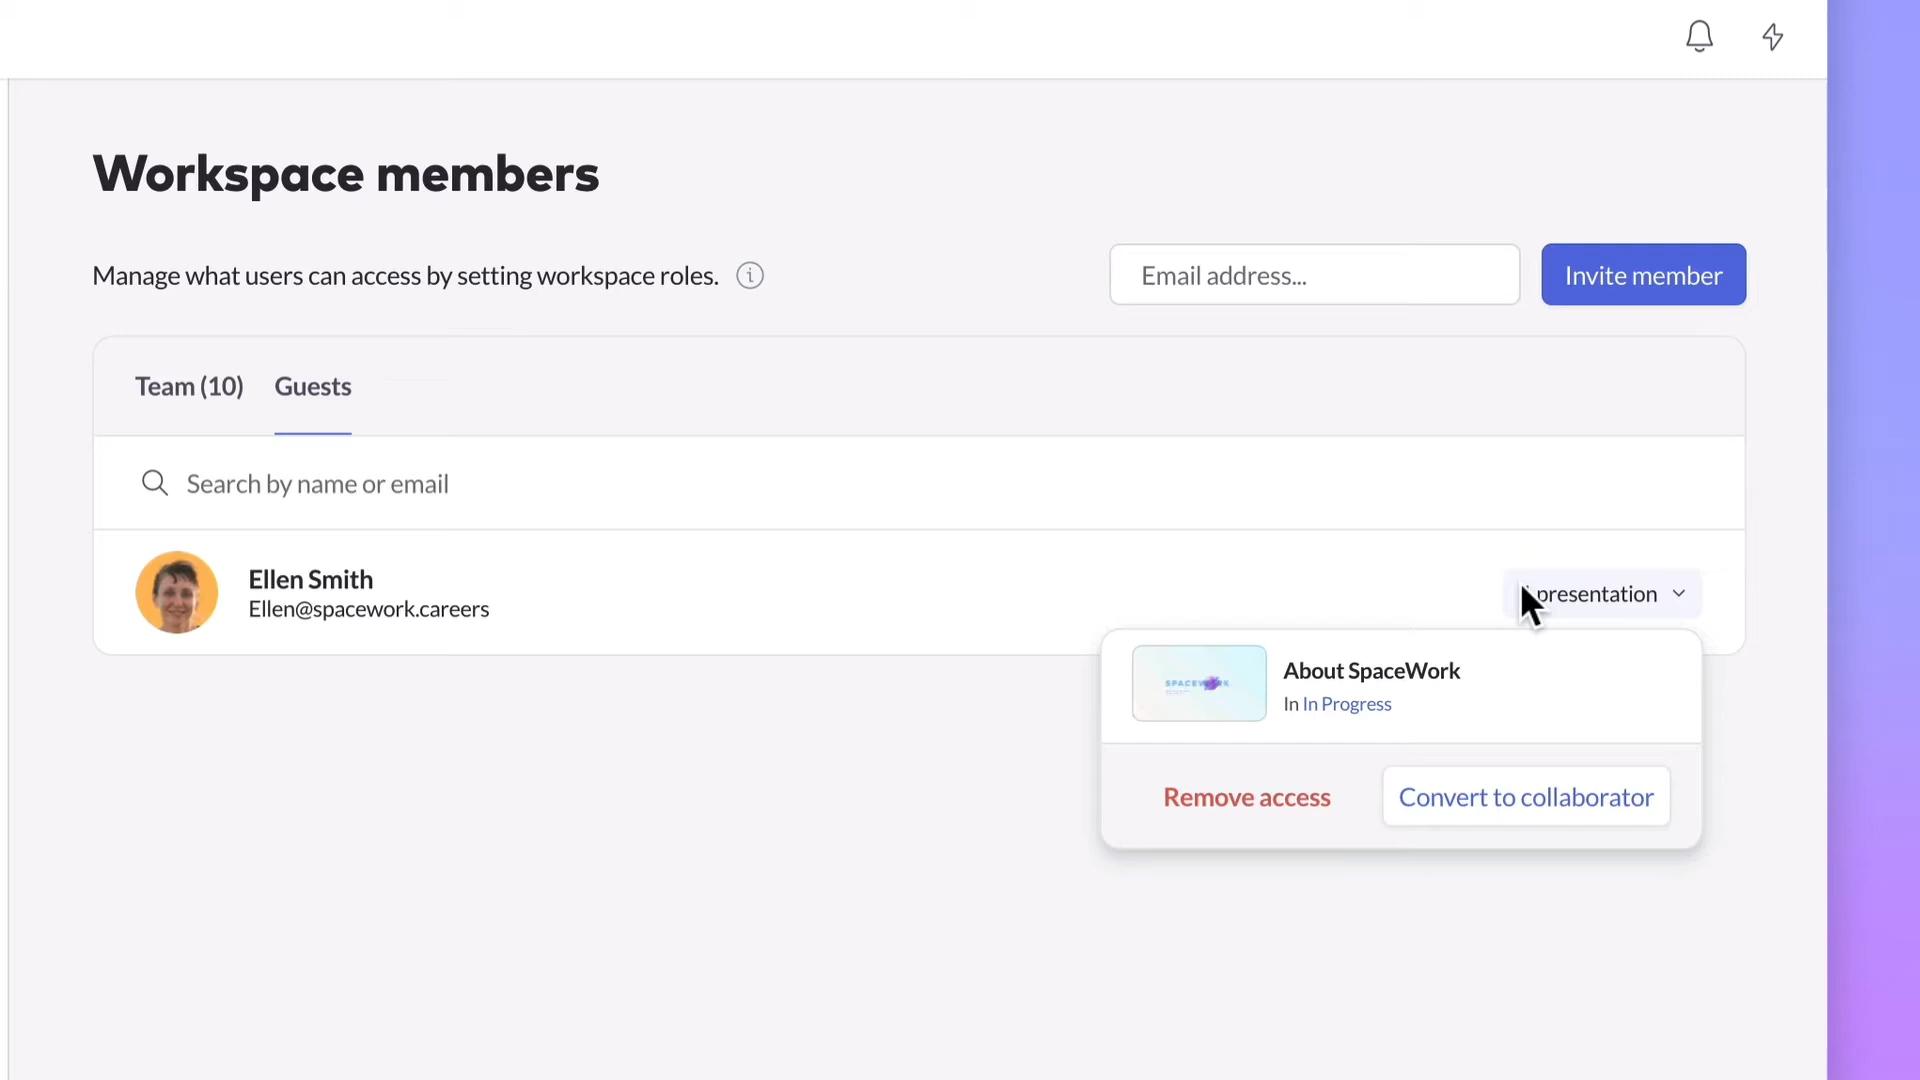 Workspace members
Manage what users can access by setting workspace roles.
Email address...
Invite member
Team (10)
Guests
Search by name or email
Ellen Smith
Ellen@spacework.careers
presentation
About SpaceWork
In In Progress
Remove access
Convert to collaborator